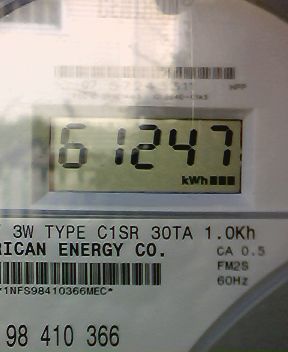 61247
kWh
3W TYPE C1SR 30TA 1.0Kh
RICAN ENERGY CO.
CA 0.5
FM2S
60Hz
*1NFS98410366MEC*
98 410 366